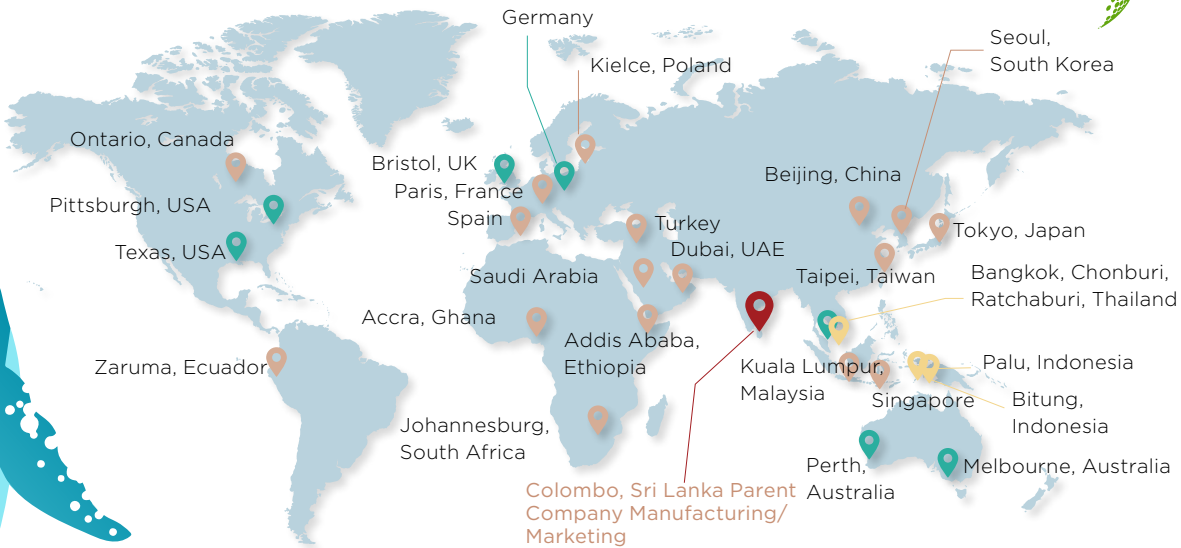 Germany
Kielce, Poland
Seoul,
South Korea
Ontario, Canada
Bristol, UK
Paris, France
Spain
Beijing, China
Pittsburgh, USA
Texas, USA
Turkey
Dubai, UAE
Tokyo, Japan
Saudi Arabia
Taipei, Taiwan
Bangkok, Chonburi,
Ratchaburi, Thailand
Accra, Ghana
Addis Ababa,
Ethiopia
Zaruma, Ecuador
Kuala Lumpur,
Malaysia
Palu, Indonesia
Singapore
Bitung,
Indonesia
Johannesburg,
South Africa
Perth,
Australia
Melbourne, Australia
Colombo, Sri Lanka Parent
Company Manufacturing/
Marketing